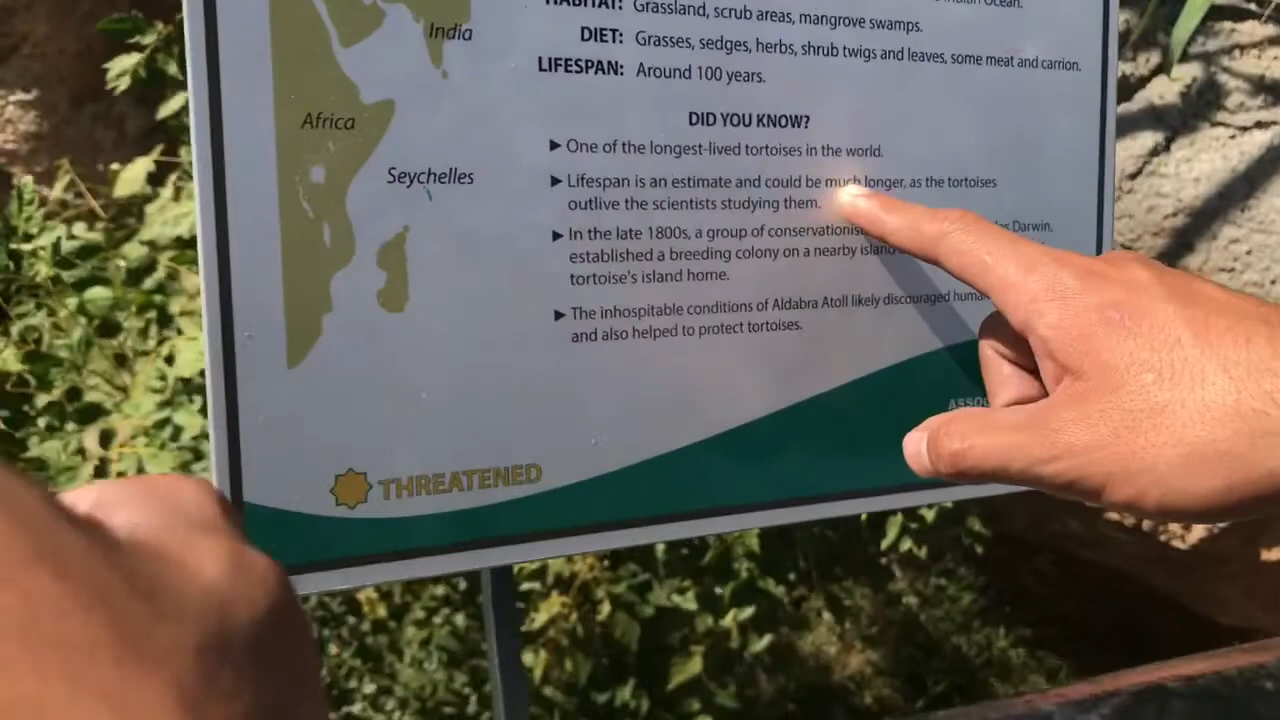 India
Africa
Seychelles
Indian Ocean.
HABITAT: Grassland, scrub areas, mangrove swamps.
DIET: Grasses, sedges, herbs, shrub twigs and leaves, some meat and carrion.
LIFESPAN: Around 100 years.
DID YOU KNOW?
▶ One of the longest-lived tortoises in the world.
▶ Lifespan is an estimate and could be much longer, as the tortoises
outlive the scientists studying them.
▶ In the late 1800s, a group of conservationist Darwin,
established a breeding colony on a nearby island
tortoise's island home.
▶ The inhospitable conditions of Aldabra Atoll likely discouraged
and also helped to protect tortoises.
THREATENED